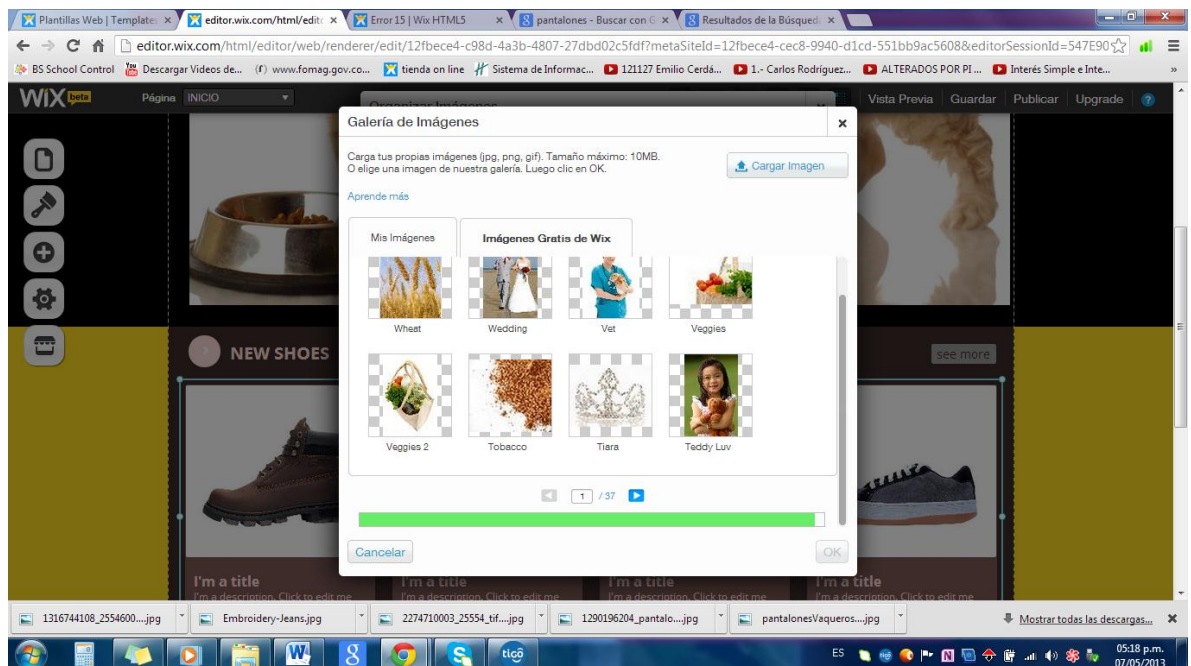 Plantillas Web | Templates
editor.wix.com/html/edito
Error 15 | Wix HTML5
pantalones - Buscar con G
Resultados de la Búsqued
editor.wix.com/html/editor/web/renderer/edit/12fbece4-c98d-4a3b-4807-27dbd02c5fdf?metaSiteId=12fbece4-cec8-9940-d1cd-551bb9ac5608&editorSessionId=547E90
BS School Control
Descargar Videos de...
www.fomag.gov.co...
tienda on line
Sistema de Informac...
121127 Emilio Cerdá...
1.- Carlos Rodríguez...
ALTERADOS POR PI ...
Interés Simple e Inte...
»
WiX beta
Página INICIO
Organizar Imágenes
Vista Previa Guardar Publicar Upgrade ?
Galería de Imágenes
Carga tus propias imágenes (jpg, png, gif). Tamaño máximo: 10MB.
O elige una imagen de nuestra galería. Luego clic en OK.
Cargar Imagen
Aprende más
Mis Imágenes
Imágenes Gratis de Wix
Wheat Wedding Vet Veggies
NEW SHOES
see more
Veggies 2 Tobacco Tiara Teddy Luv
1 / 37
Cancelar
OK
I'm a title I'm a title I'm a title I'm a title
I'm a description. Click to edit me I'm a description. Click to edit me I'm a description. Click to edit me I'm a description. Click to edit me
1316744108_2554600....jpg
Embroidery-Jeans.jpg
2274710003_25554_tif....jpg
1290196204_pantalo....jpg
pantalonesVaqueros....jpg
Mostrar todas las descargas...
tigo
ES
05:18 p.m.
07/05/2013